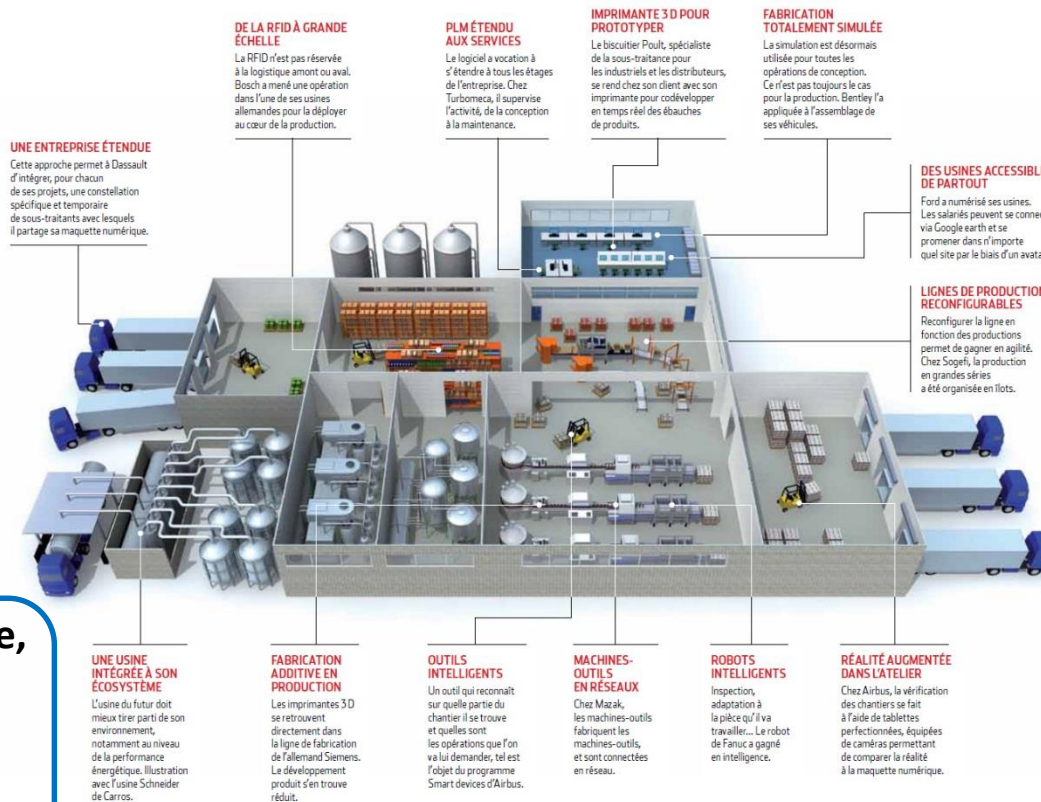 DE LA RFID À GRANDE
ÉCHELLE
La RFID n'est pas réservée
à la logistique amont ou aval.
Bosch a mené une opération
dans l'une de ses usines
allemandes pour la déployer
au cœur de la production.
PLM ÉTENDU
AUX SERVICES
Le logiciel a vocation à
s'étendre à tous les étages
de l'entreprise. Chez
Turbomeca, il supervise
l'activité, de la conception
à la maintenance.
IMPRIMANTE 3 D POUR
PROTOTYPER
Le biscuitier Poult, spécialiste
de la sous-traitance pour
les industriels et les distributeurs,
se rend chez son client avec son
imprimante pour codévelopper
en temps réel des ébauches
de produits.
FABRICATION
TOTALEMENT SIMULÉE
La simulation est désormais
utilisée pour toutes les
opérations de conception.
Ce n'est pas toujours le cas
pour la production. Bentley l'a
appliquée à l'assemblage de
ses véhicules.
UNE ENTREPRISE ÉTENDUE
Cette approche permet à Dassault
d'intégrer, pour chacun
de ses projets, une constellation
spécifique et temporaire
de sous-traitants avec lesquels
il partage sa maquette numérique.
DES USINES ACCESSIBLE
DE PARTOUT
Ford a numérisé ses usines.
Les salariés peuvent se connec
via Google earth et se
promener dans n'importe
quel site par le biais d'un avata
LIGNES DE PRODUCTION
RECONFIGURABLES
Reconfigurer la ligne en
fonction des productions
permet de gagner en agilité.
Chez Sogefi, la production
en grandes séries
a été organisée en îlots.
e,
UNE USINE
INTÉGRÉE À SON
ÉCOSYSTÈME
L'usine du futur doit
mieux tirer parti de son
environnement,
notamment au niveau
de la performance
énergétique. Illustration
avec l'usine Schneider
de Carros.
FABRICATION
ADDITIVE EN
PRODUCTION
Les imprimantes 3 D
se retrouvent
directement dans
la ligne de fabrication
de l'allemand Siemens.
Le développement
produit s'en trouve
réduit.
OUTILS
INTELLIGENTS
Un outil qui reconnaît
sur quelle partie du
chantier il se trouve
et quelles sont
les opérations que l'on
va lui demander, tel est
l'objet du programme
Smart devices d'Airbus.
MACHINES-
OUTILS
EN RÉSEAUX
Chez Mazak,
les machines-outils
fabriquent les
machines-outils,
et sont connectées
en réseau.
ROBOTS
INTELLIGENTS
Inspection,
adaptation à
la pièce qu'il va
travailler... Le robot
de Fanuc a gagné
en intelligence.
RÉALITÉ AUGMENTÉE
DANS L'ATELIER
Chez Airbus, la vérification
des chantiers se fait
à l'aide de tablettes
perfectionnées, équipées
de caméras permettant
de comparer la réalité
à la maquette numérique.